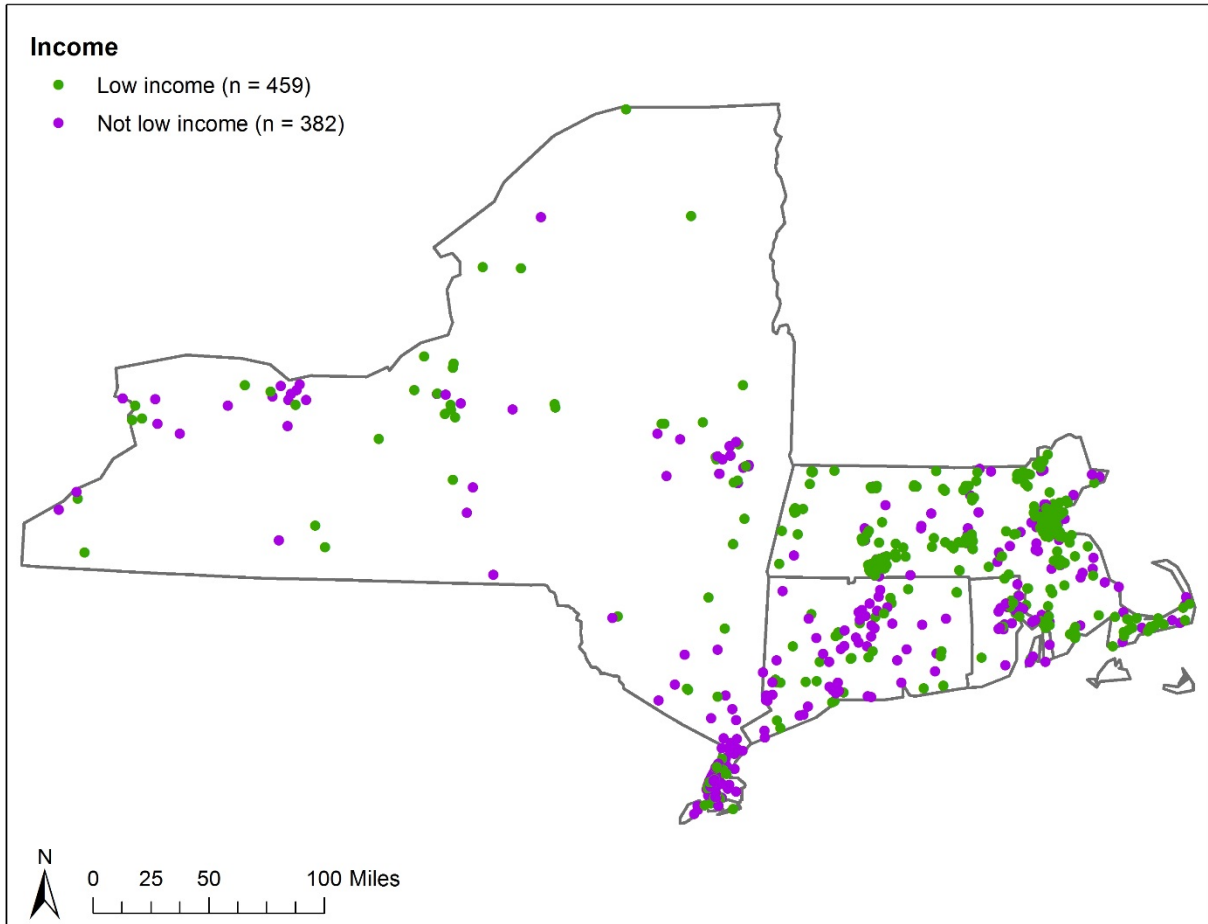 Income
Low income (n = 459)
Not low income (n = 382)
N
0 25 50 100 Miles